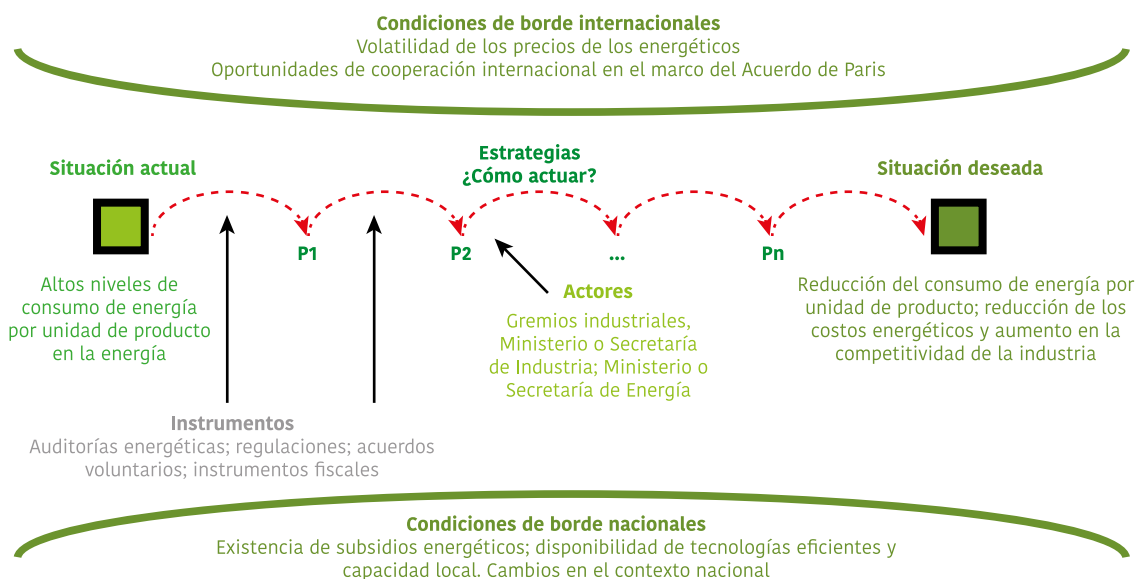 Condiciones de borde internacionales
Volatilidad de los precios de los energéticos
Oportunidades de cooperación internacional en el marco del Acuerdo de Paris
Situación actual
Estrategias
¿Cómo actuar?
Situación deseada
P1
P2
...
Pn
Altos niveles de
consumo de energía
por unidad de producto
en la energía
Actores
Gremios industriales,
Ministerio o Secretaría
de Industria; Ministerio o
Secretaría de Energía
Reducción del consumo de energía por
unidad de producto; reducción de los
costos energéticos y aumento en la
competitividad de la industria
Instrumentos
Auditorías energéticas; regulaciones; acuerdos
voluntarios; instrumentos fiscales
Condiciones de borde nacionales
Existencia de subsidios energéticos; disponibilidad de tecnologías eficientes y
capacidad local. Cambios en el contexto nacional